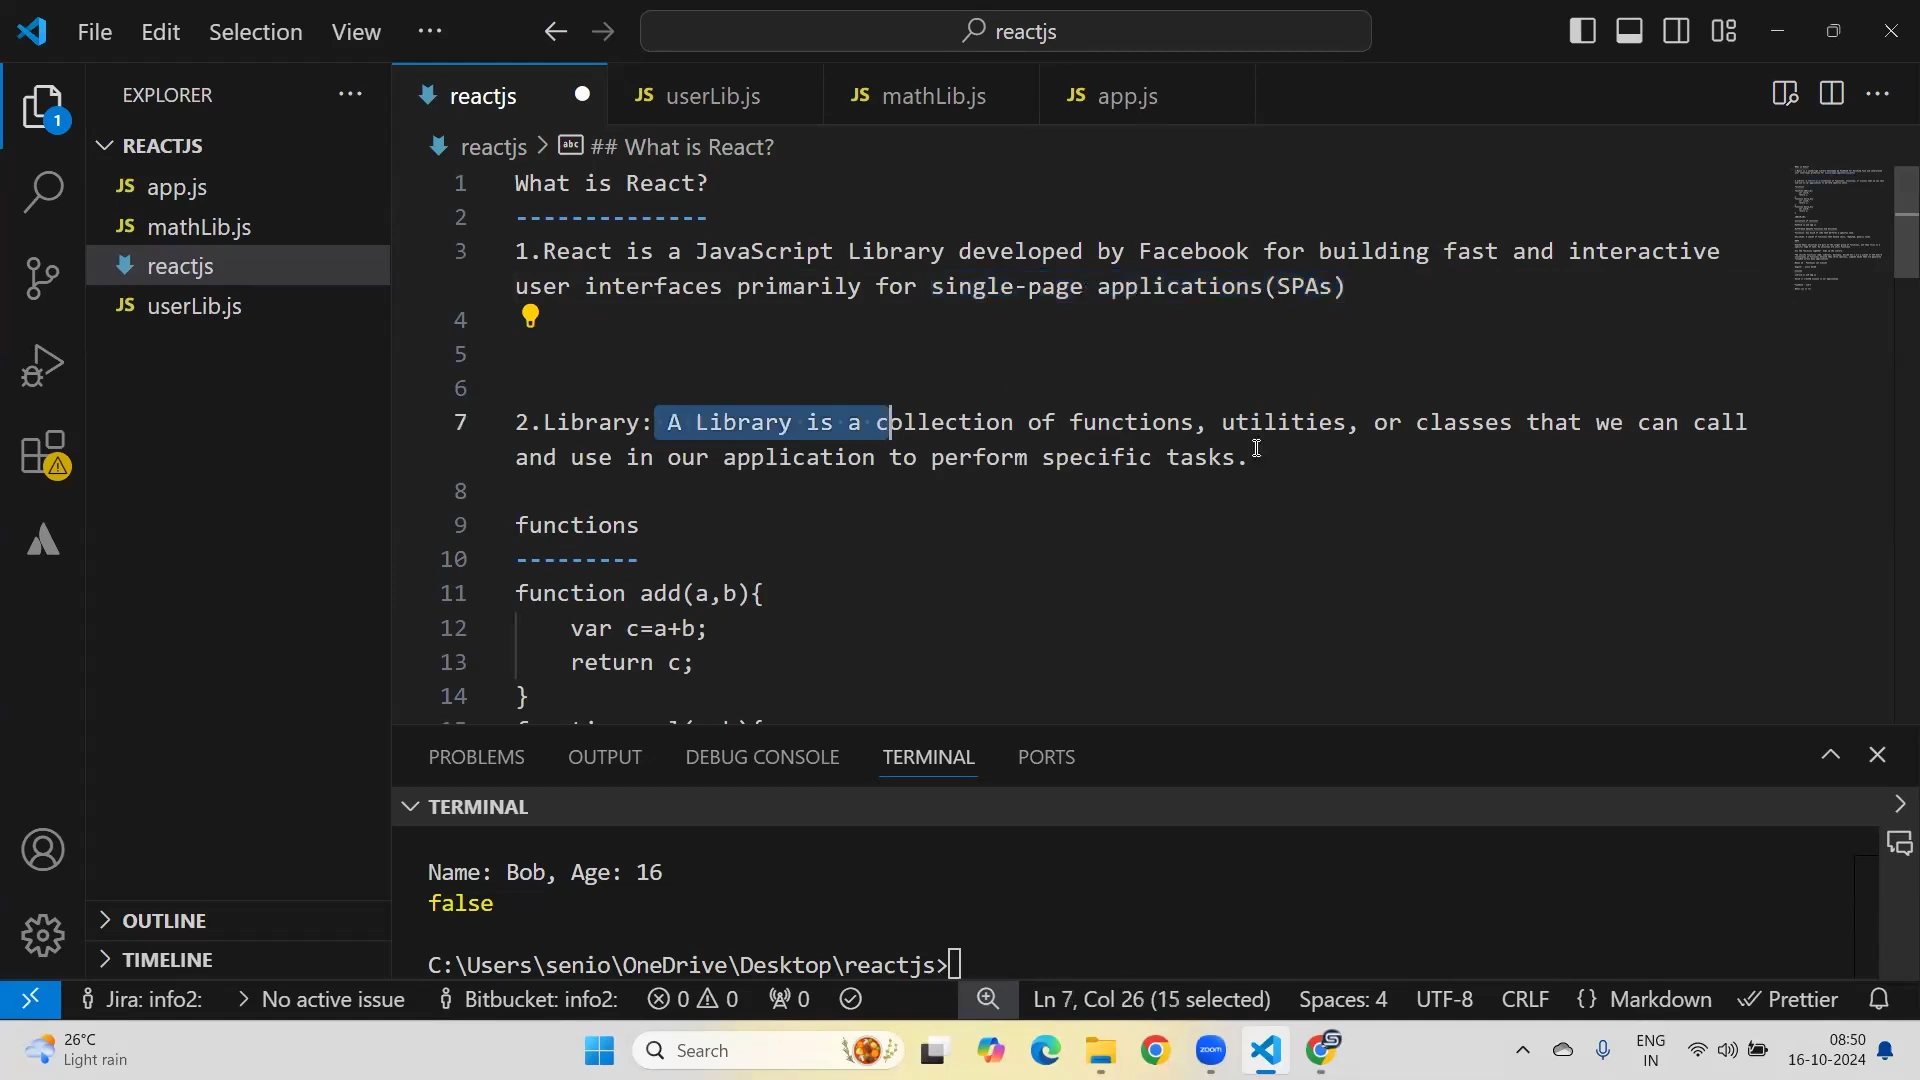 File Edit Selection View ··· reactjs
EXPLORER ···
reactjs userLib.js mathLib.js app.js
JS JS JS
1
REACTJS
reactjs > ## What is React?
JS app.js
JS mathLib.js
reactjs
JS userLib.js
1 What is React?
2 --------------
3 1.React is a JavaScript Library developed by Facebook for building fast and interactive
user interfaces primarily for single-page applications(SPAs)
4
5
6
7 2.Library: A Library is a collection of functions, utilities, or classes that we can call
and use in our application to perform specific tasks.
8
9 functions
10 ---------
11 function add(a,b){
12 var c=a+b;
13 return c;
14 }
PROBLEMS OUTPUT DEBUG CONSOLE TERMINAL PORTS
TERMINAL
Name: Bob, Age: 16
false
C:\Users\senio\OneDrive\Desktop\reactjs>
OUTLINE
TIMELINE
Jira: info2: > No active issue Bitbucket: info2: 0 0 0 Ln 7, Col 26 (15 selected) Spaces: 4 UTF-8 CRLF {} Markdown Prettier
26°C
Light rain
Search
zoom
ENG
IN
08:50
16-10-2024